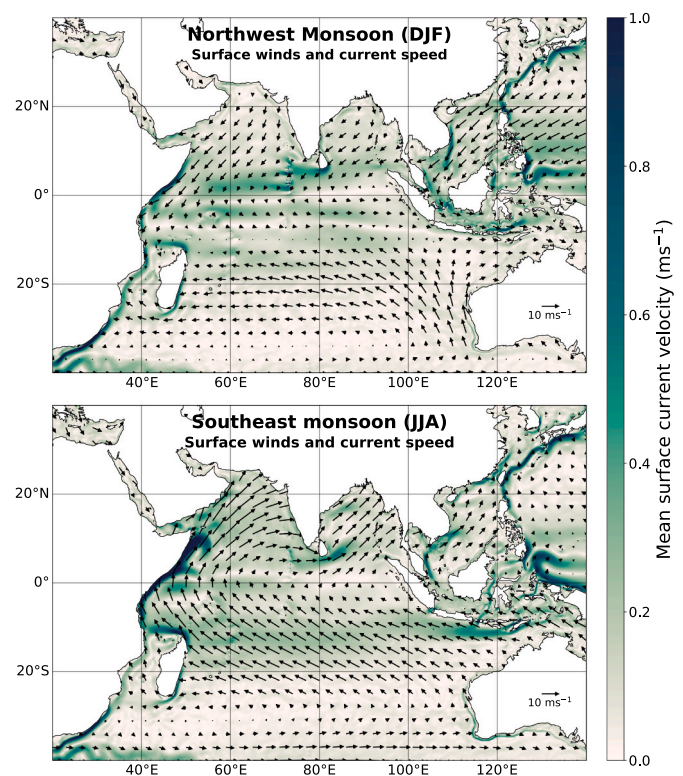 Northwest Monsoon (DJF)
Surface winds and current speed
20°N
0°
20°S
10 ms⁻¹
40°E 60°E 80°E 100°E 120°E
Southeast monsoon (JJA)
Surface winds and current speed
20°N
0°
20°S
10 ms⁻¹
40°E 60°E 80°E 100°E 120°E
1.0
0.8
0.6
0.4
0.2
0.0
Mean surface current velocity (ms⁻¹)